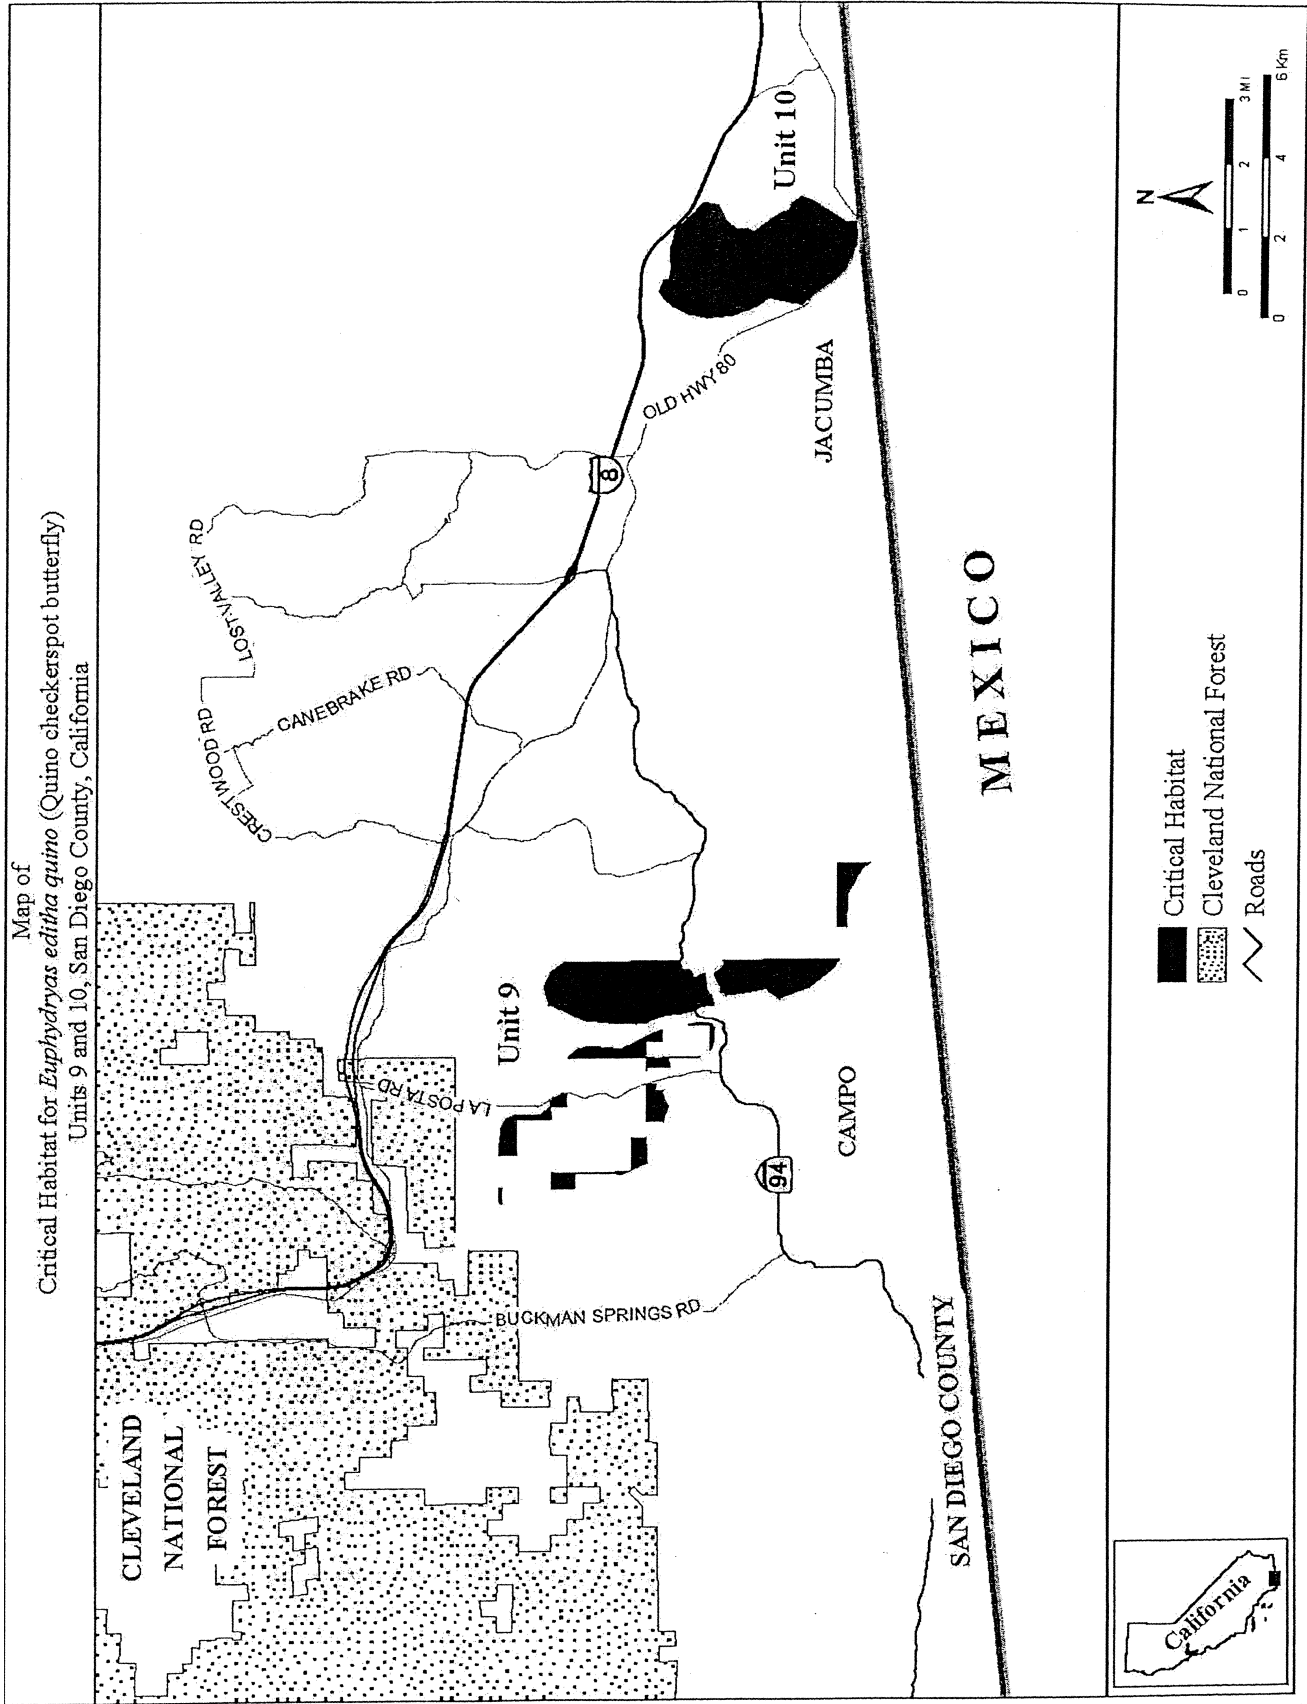 Map of
Critical Habitat for Euphydryas editha quino (Quino checkerspot butterfly)
Units 9 and 10, San Diego County, California
CLEVELAND
NATIONAL
FOREST
CREST WOOD RD
LOST VALLEY RD
CANEBRAKE RD
LA POSTA RD
BUCKMAN SPRINGS RD
Unit 9
8
OLD HWY 80
Unit 10
94
CAMPO
JACUMBA
SAN DIEGO COUNTY
MEXICO
California
Critical Habitat
Cleveland National Forest
Roads
N
0 1 2 3 MI
0 2 4 6 Km